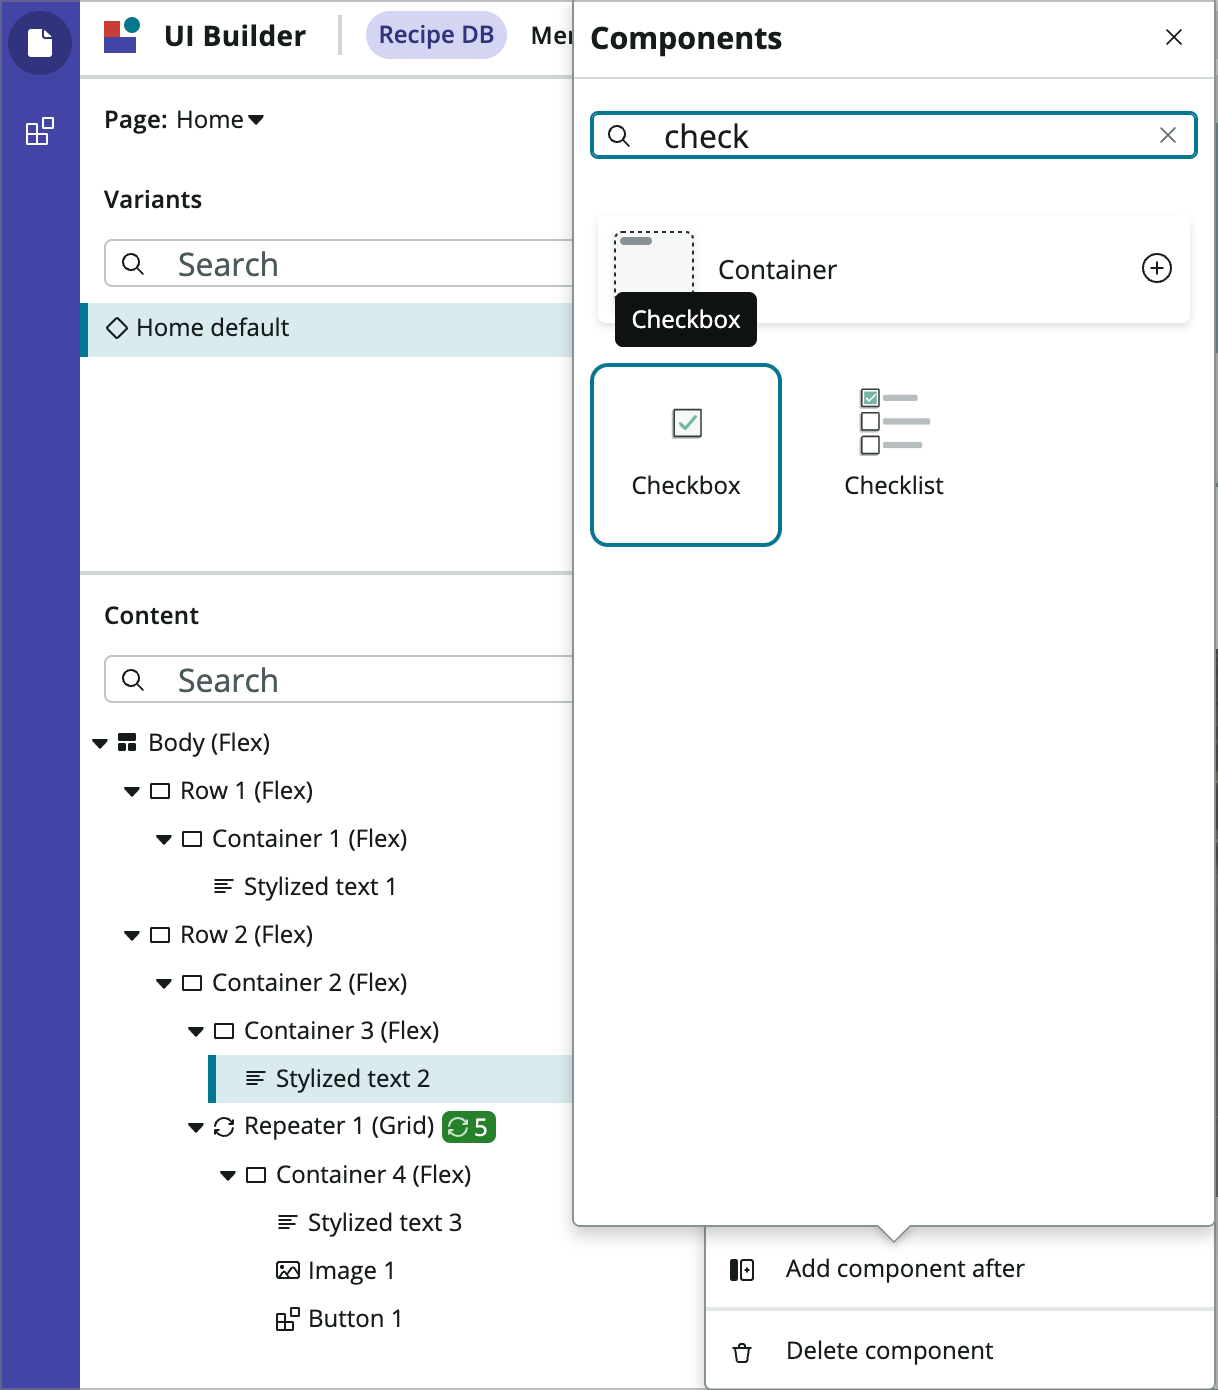 UI Builder
Recipe DB
Page: Home
Variants
Search
Home default
Content
Search
Body (Flex)
Row 1 (Flex)
Container 1 (Flex)
Stylized text 1
Row 2 (Flex)
Container 2 (Flex)
Container 3 (Flex)
Stylized text 2
Repeater 1 (Grid) 5
Container 4 (Flex)
Stylized text 3
Image 1
Button 1
Components
check
Container
Checkbox
Checkbox
Checklist
Add component after
Delete component